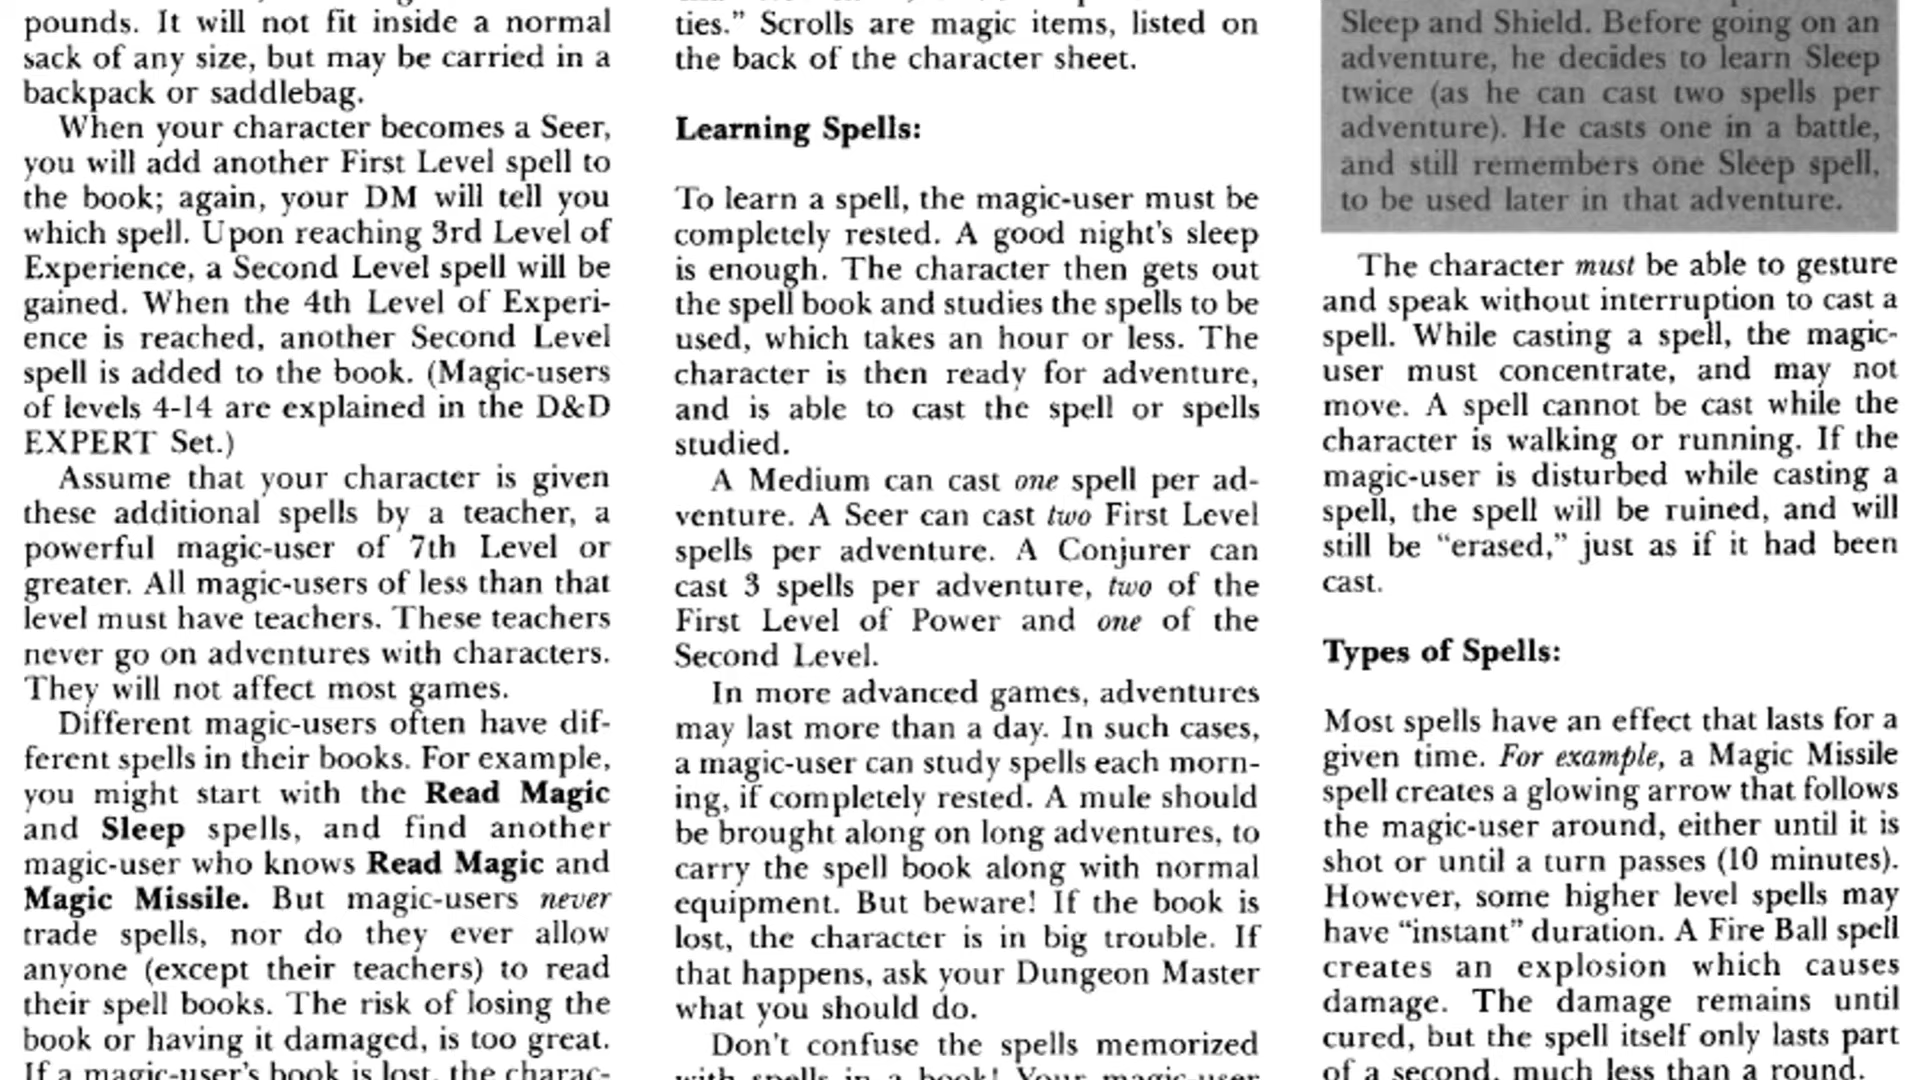 pounds. It will not fit inside a normal
sack of any size, but may be carried in a
backpack or saddlebag.
When your character becomes a Seer,
you will add another First Level spell to
the book; again, your DM will tell you
which spell. Upon reaching 3rd Level of
Experience, a Second Level spell will be
gained. When the 4th Level of Experi-
ence is reached, another Second Level
spell is added to the book. (Magic-users
of levels 4-14 are explained in the D&D
EXPERT Set.)
Assume that your character is given
these additional spells by a teacher, a
powerful magic-user of 7th Level or
greater. All magic-users of less than that
level must have teachers. These teachers
never go on adventures with characters.
They will not affect most games.
Different magic-users often have dif-
ferent spells in their books. For example,
you might start with the Read Magic
and Sleep spells, and find another
magic-user who knows Read Magic and
Magic Missile. But magic-users never
trade spells, nor do they ever allow
anyone (except their teachers) to read
their spell books. The risk of losing the
book or having it damaged, is too great.
If a magic-user's book is lost, the charac-
ties." Scrolls are magic items, listed on
the back of the character sheet.
Learning Spells:
To learn a spell, the magic-user must be
completely rested. A good night's sleep
is enough. The character then gets out
the spell book and studies the spells to be
used, which takes an hour or less. The
character is then ready for adventure,
and is able to cast the spell or spells
studied.
A Medium can cast one spell per ad-
venture. A Seer can cast two First Level
spells per adventure. A Conjurer can
cast 3 spells per adventure, two of the
First Level of Power and one of the
Second Level.
In more advanced games, adventures
may last more than a day. In such cases,
a magic-user can study spells each morn-
ing, if completely rested. A mule should
be brought along on long adventures, to
carry the spell book along with normal
equipment. But beware! If the book is
lost, the character is in big trouble. If
that happens, ask your Dungeon Master
what you should do.
Don't confuse the spells memorized
with spells in a book! Your magic-user
Sleep and Shield. Before going on an
adventure, he decides to learn Sleep
twice (as he can cast two spells per
adventure). He casts one in a battle,
and still remembers one Sleep spell,
to be used later in that adventure.
The character must be able to gesture
and speak without interruption to cast a
spell. While casting a spell, the magic-
user must concentrate, and may not
move. A spell cannot be cast while the
character is walking or running. If the
magic-user is disturbed while casting a
spell, the spell will be ruined, and will
still be "erased," just as if it had been
cast.
Types of Spells:
Most spells have an effect that lasts for a
given time. For example, a Magic Missile
spell creates a glowing arrow that follows
the magic-user around, either until it is
shot or until a turn passes (10 minutes).
However, some higher level spells may
have "instant" duration. A Fire Ball spell
creates an explosion which causes
damage. The damage remains until
cured, but the spell itself only lasts part
of a second, much less than a round.